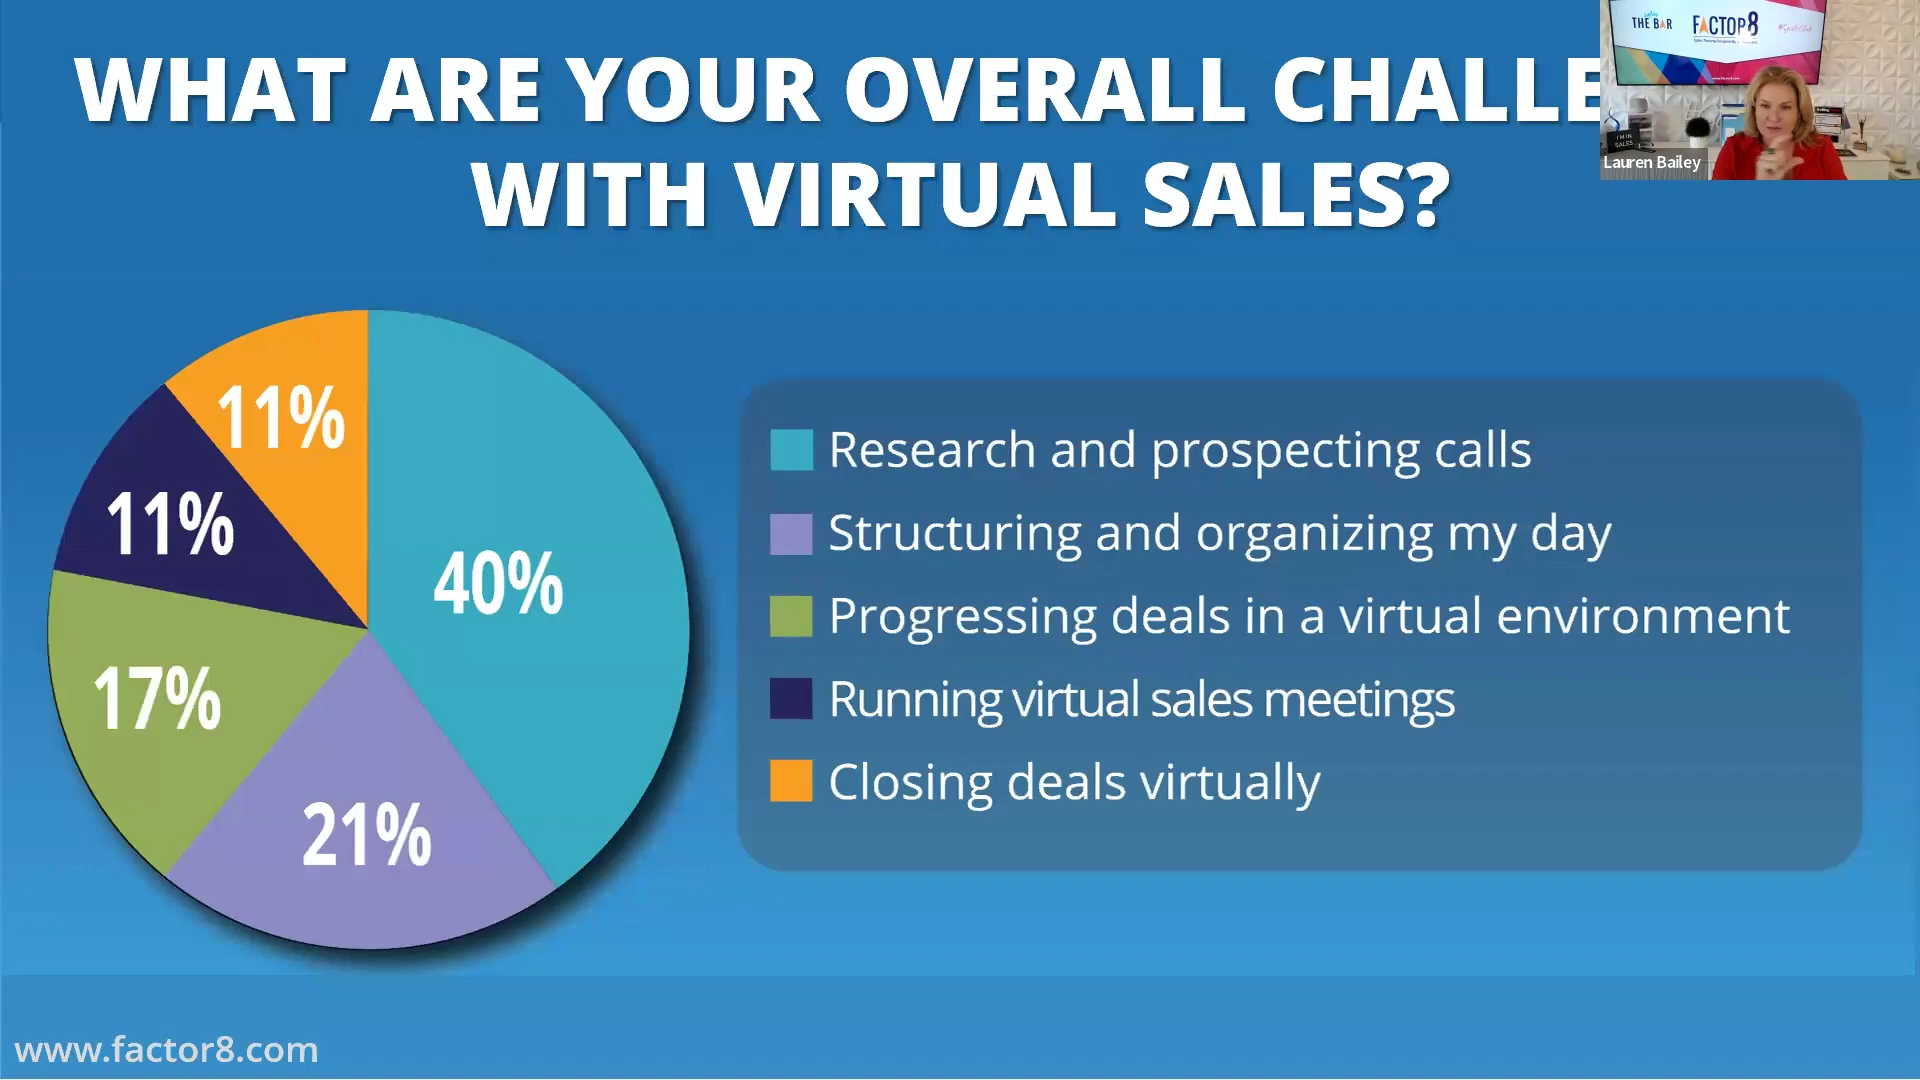 WHAT ARE YOUR OVERALL CHALLE
WITH VIRTUAL SALES?
THE BAR
FACTOR8
I'M IN
SALES
Lauren Bailey
11%
11%
40%
17%
21%
Research and prospecting calls
Structuring and organizing my day
Progressing deals in a virtual environment
Running virtual sales meetings
Closing deals virtually
www.factor8.com